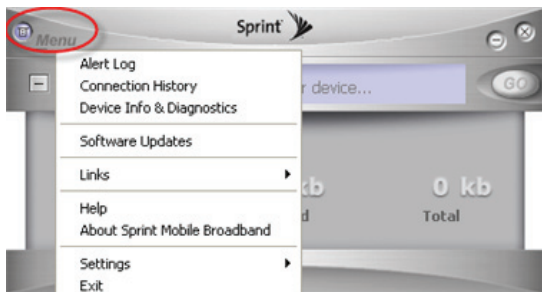 Sprint
Menu
Alert Log
Connection History
Device Info & Diagnostics
r device...
GO
Software Updates
Links
kb
0 kb
d
Total
Help
About Sprint Mobile Broadband
Settings
Exit